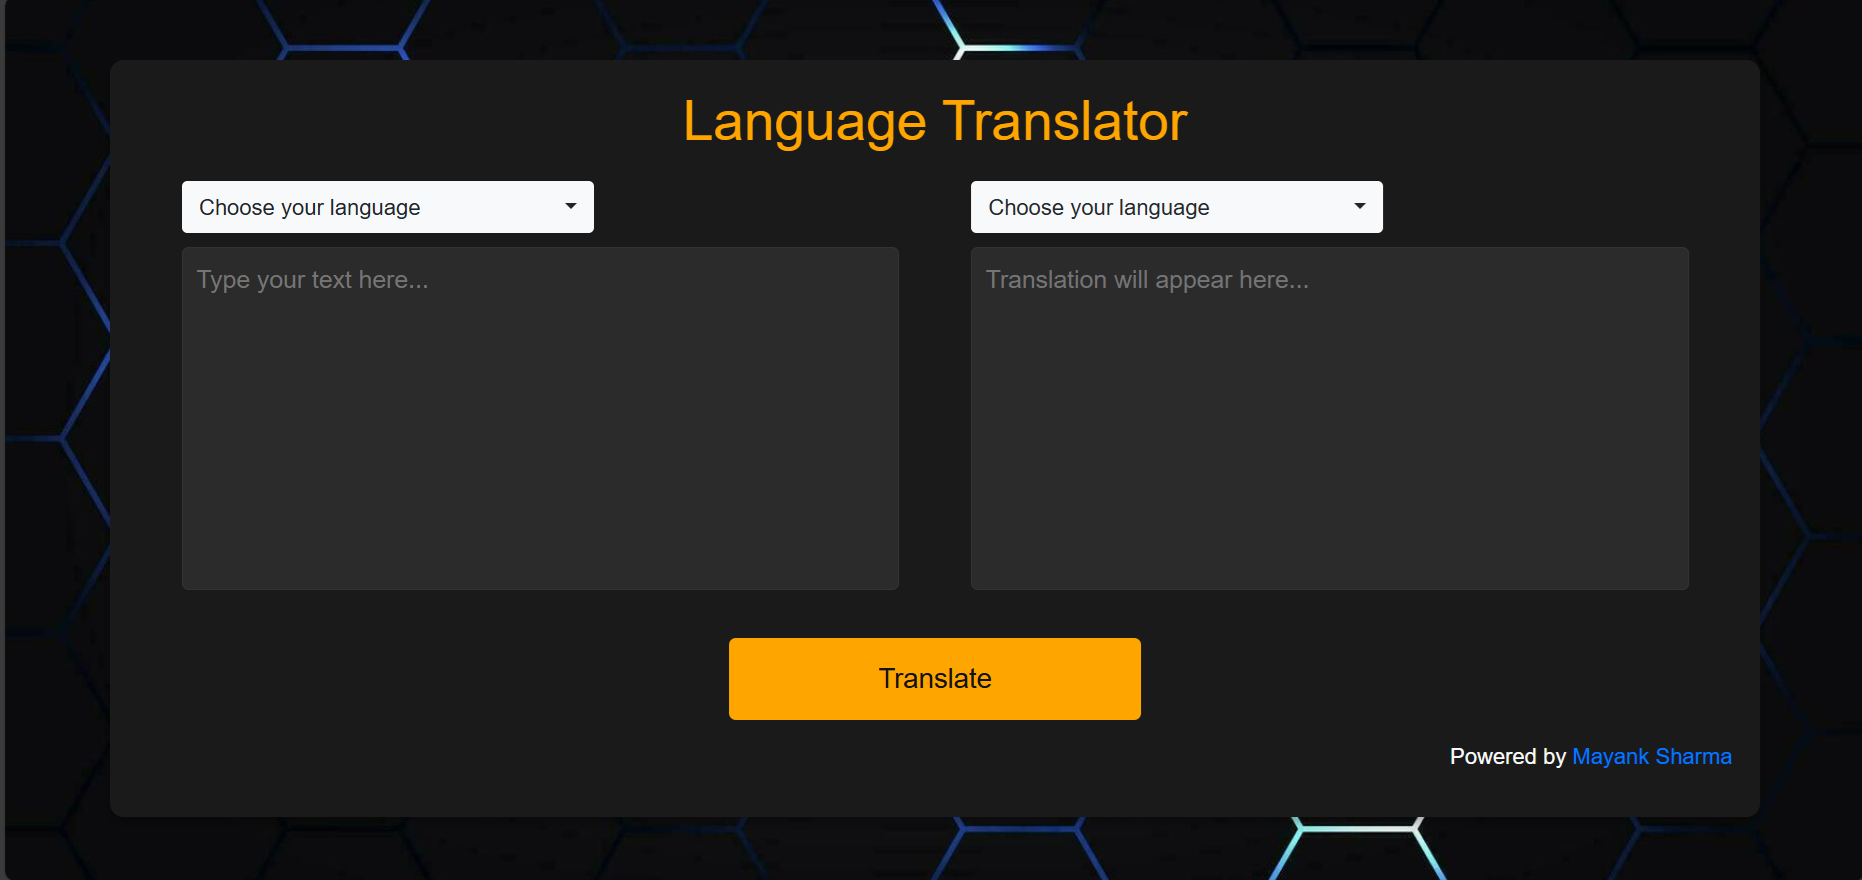 Language Translator
Choose your language
Choose your language
Type your text here...
Translation will appear here...
Translate
Powered by Mayank Sharma